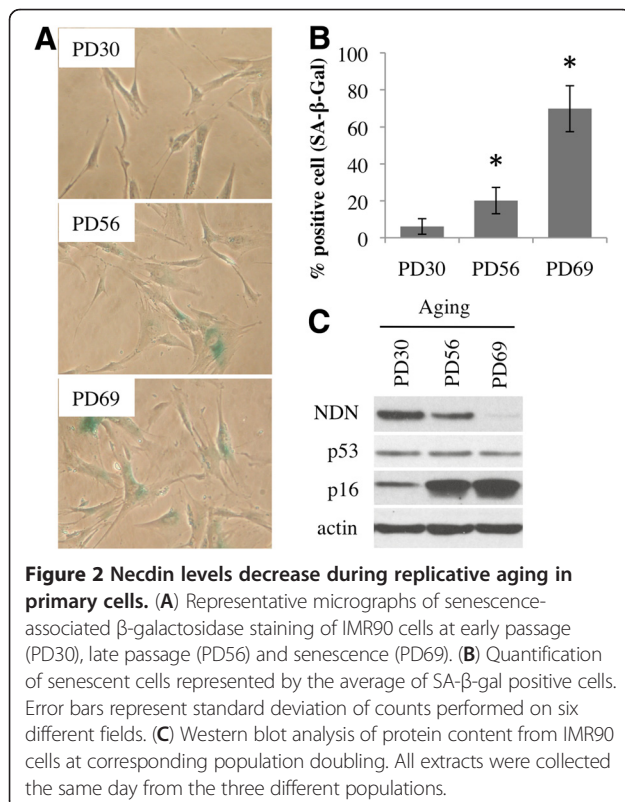 A
PD30
PD56
PD69
B
% positive cell (SA-β-Gal)
100
80
60
40
20
0
*
*
PD30 PD56 PD69
C
Aging
PD30 PD56 PD69
NDN
p53
p16
actin
Figure 2 Necdin levels decrease during replicative aging in
primary cells. (A) Representative micrographs of senescence-
associated β-galactosidase staining of IMR90 cells at early passage
(PD30), late passage (PD56) and senescence (PD69). (B) Quantification
of senescent cells represented by the average of SA-β-gal positive cells.
Error bars represent standard deviation of counts performed on six
different fields. (C) Western blot analysis of protein content from IMR90
cells at corresponding population doubling. All extracts were collected
the same day from the three different populations.